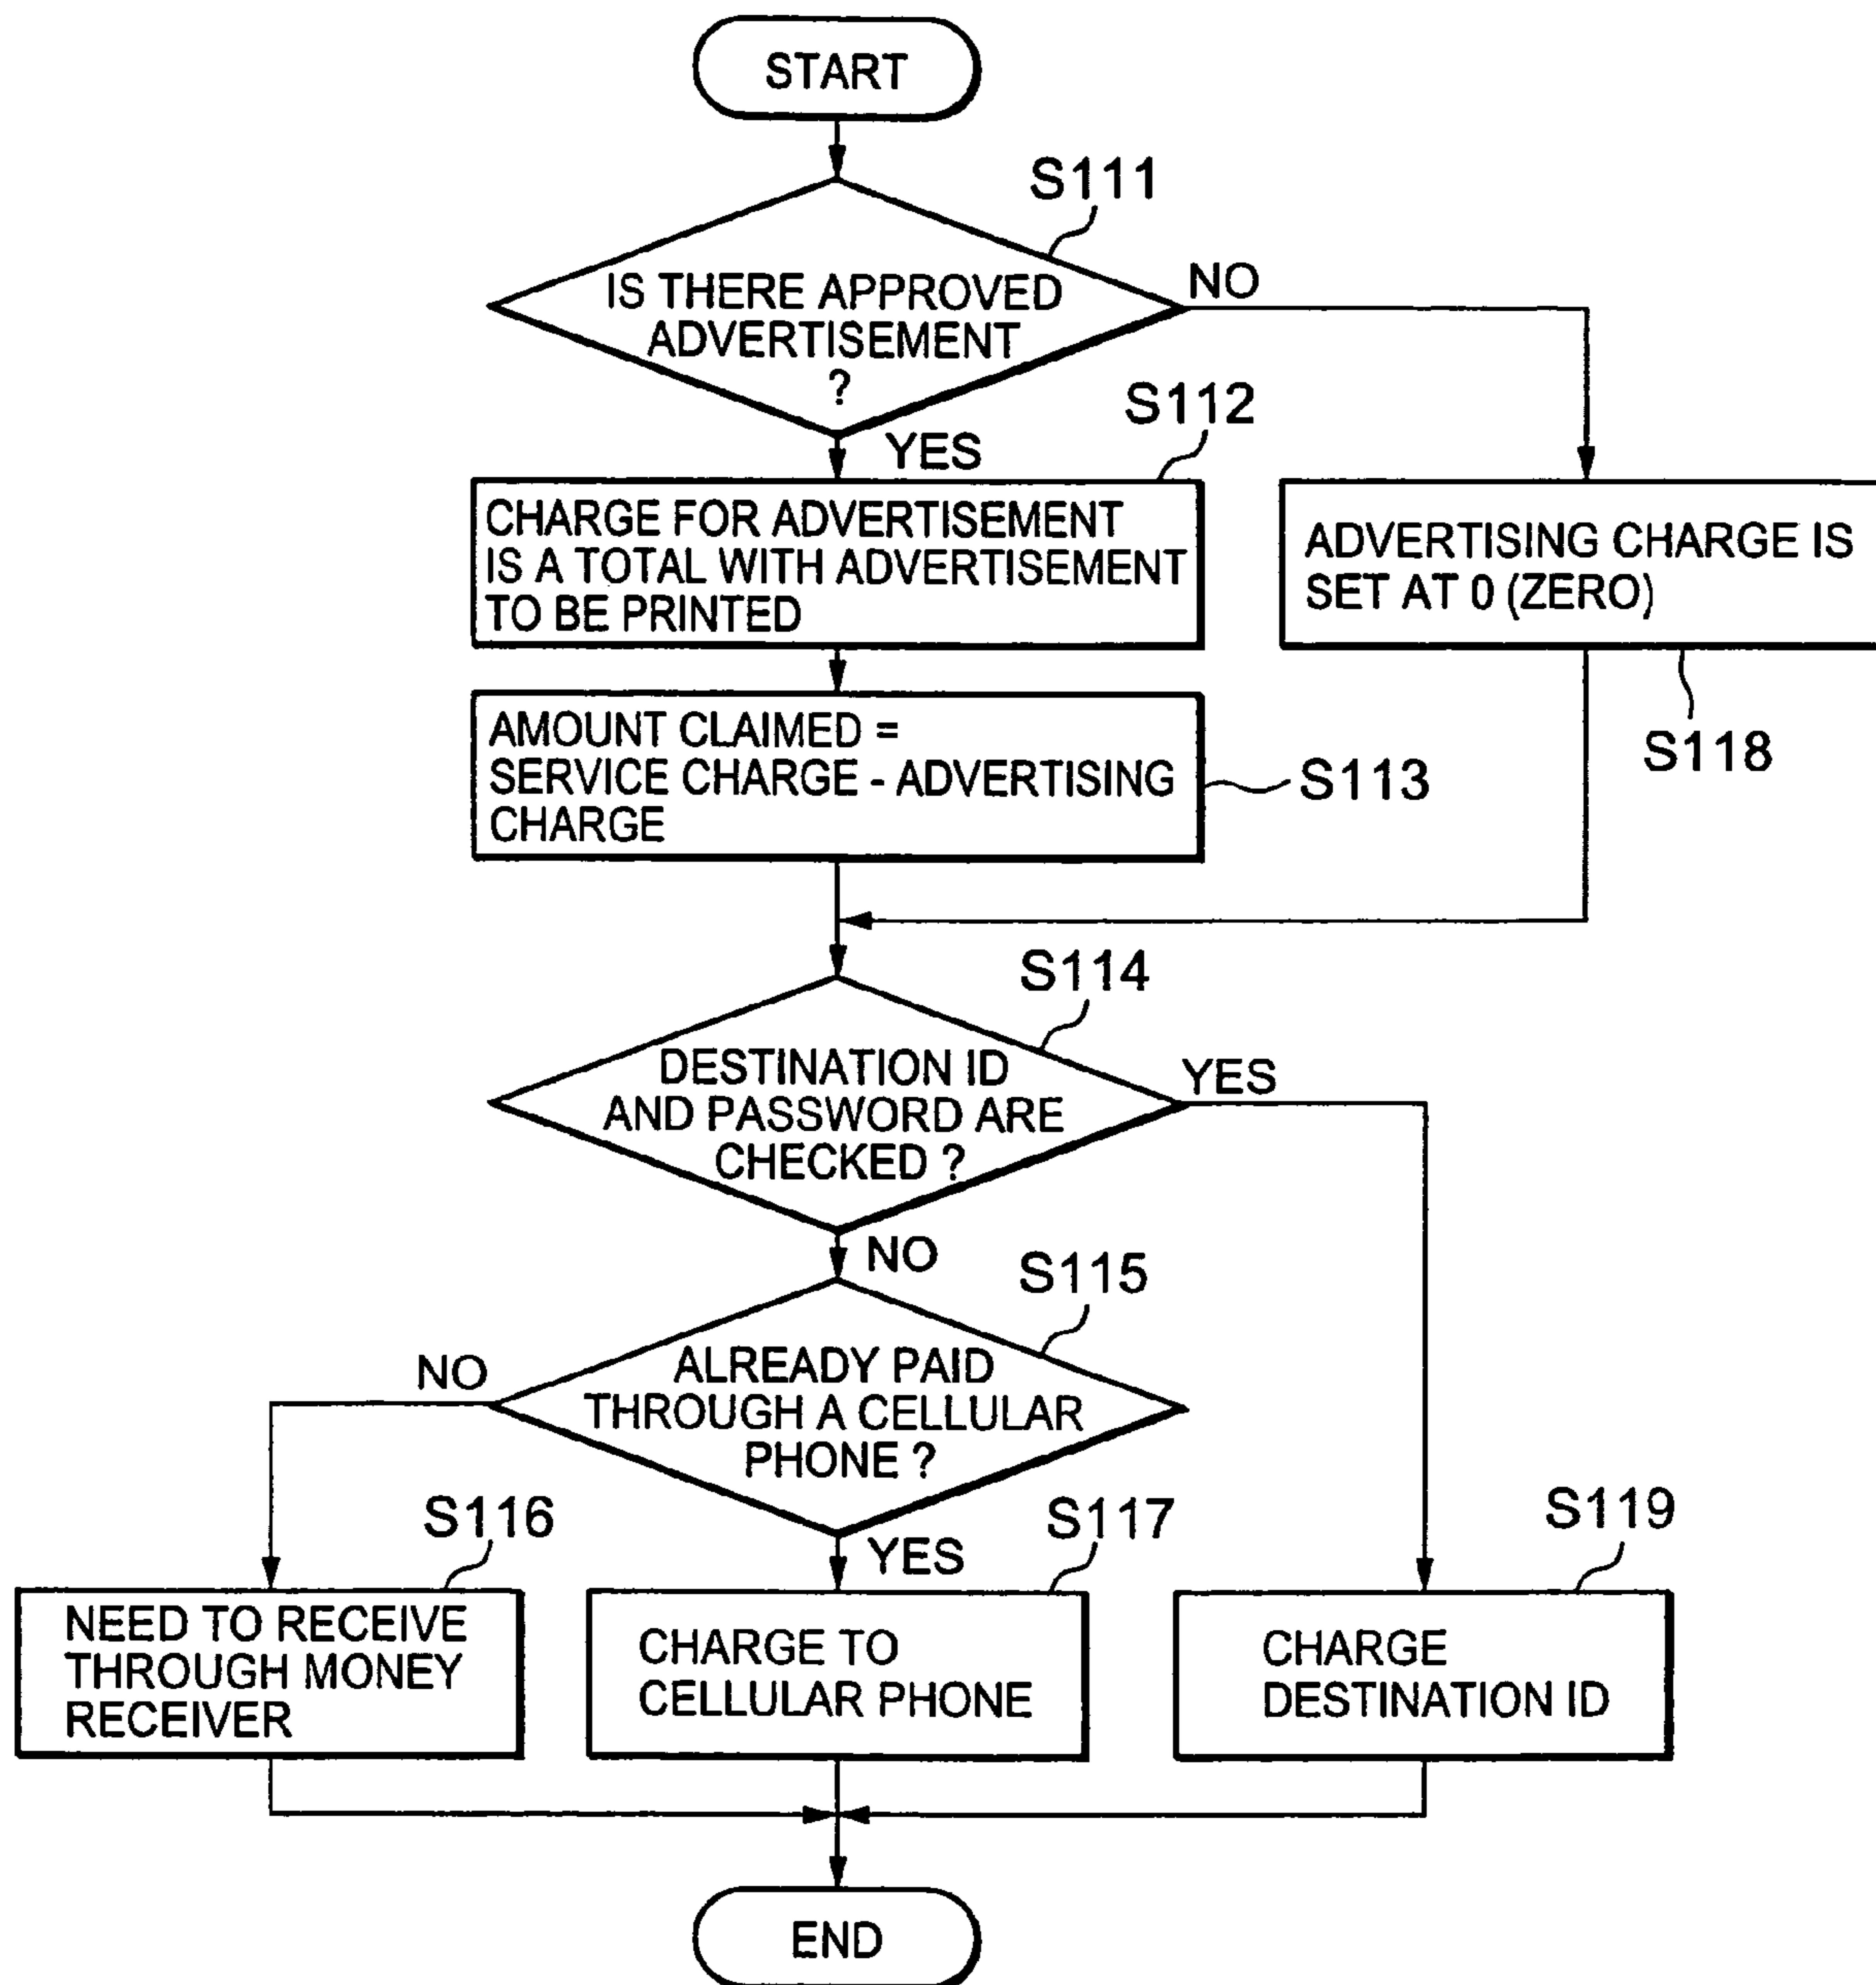 START
S111
IS THERE APPROVED
ADVERTISEMENT
?
NO
YES
S112
CHARGE FOR ADVERTISEMENT
IS A TOTAL WITH ADVERTISEMENT
TO BE PRINTED
ADVERTISING CHARGE IS
SET AT 0 (ZERO)
S118
AMOUNT CLAIMED =
SERVICE CHARGE - ADVERTISING
CHARGE
S113
S114
DESTINATION ID
AND PASSWORD ARE
CHECKED ?
YES
NO
S115
ALREADY PAID
THROUGH A CELLULAR
PHONE ?
NO
YES
S116
NEED TO RECEIVE
THROUGH MONEY
RECEIVER
S117
CHARGE TO
CELLULAR PHONE
S119
CHARGE
DESTINATION ID
END